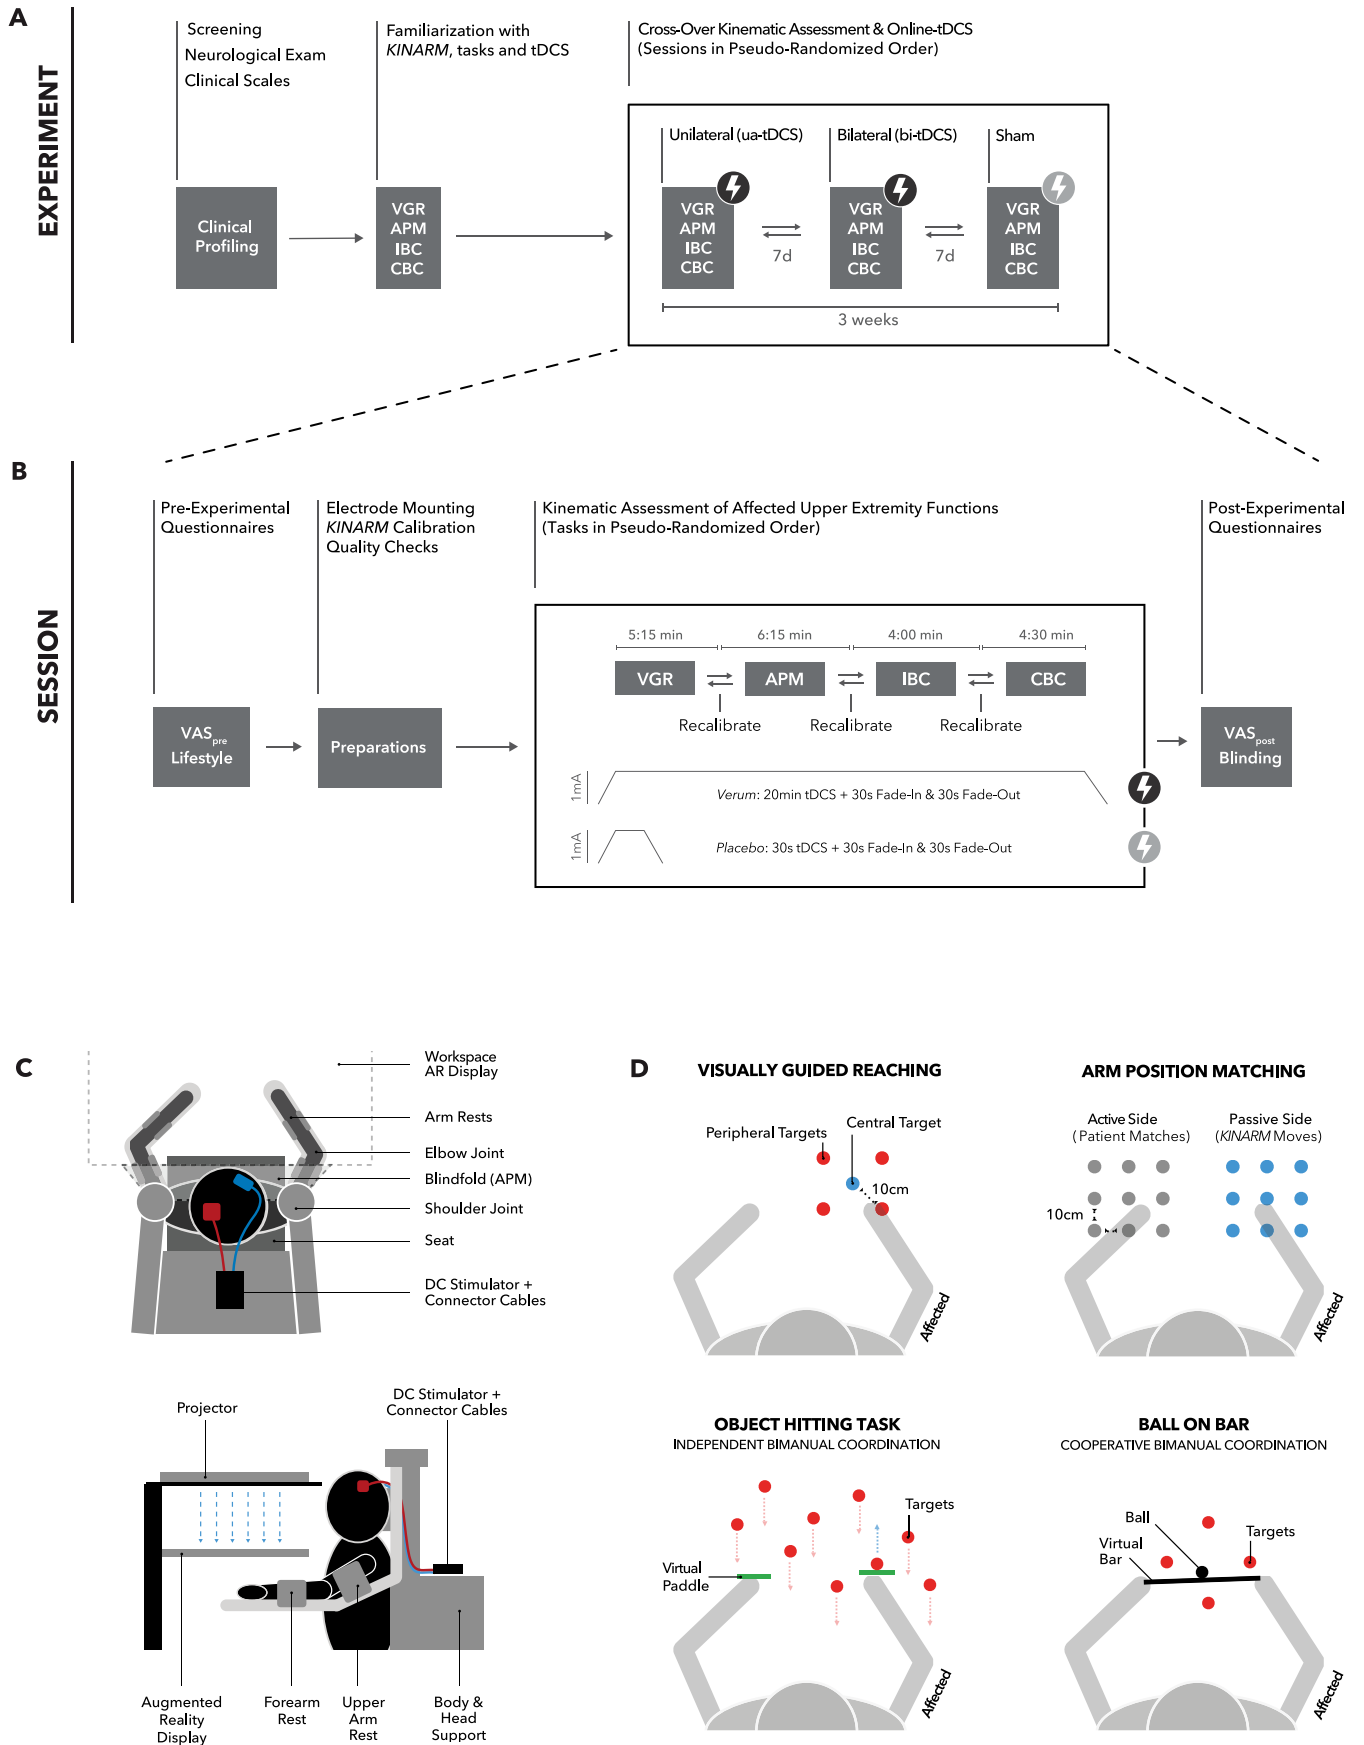 A
EXPERIMENT
Screening
Neurological Exam
Clinical Scales
Familiarization with
KINARM, tasks and tDCS
Cross-Over Kinematic Assessment & Online-tDCS
(Sessions in Pseudo-Randomized Order)
Unilateral (ua-tDCS)
Bilateral (bi-tDCS)
Sham
Clinical
Profiling
VGR
APM
IBC
CBC
VGR
APM
IBC
CBC
7d
VGR
APM
IBC
CBC
7d
VGR
APM
IBC
CBC
3 weeks
B
SESSION
Pre-Experimental
Questionnaires
Electrode Mounting
KINARM Calibration
Quality Checks
Kinematic Assessment of Affected Upper Extremity Functions
(Tasks in Pseudo-Randomized Order)
Post-Experimental
Questionnaires
5:15 min
6:15 min
4:00 min
4:30 min
VGR
APM
IBC
CBC
Recalibrate
Recalibrate
Recalibrate
VASpre
Lifestyle
Preparations
VASpost
Blinding
1mA
Verum: 20min tDCS + 30s Fade-In & 30s Fade-Out
1mA
Placebo: 30s tDCS + 30s Fade-In & 30s Fade-Out
C
Workspace
AR Display
Arm Rests
Elbow Joint
Blindfold (APM)
Shoulder Joint
Seat
DC Stimulator +
Connector Cables
Projector
DC Stimulator +
Connector Cables
Augmented
Reality
Display
Forearm
Rest
Upper
Arm
Rest
Body &
Head
Support
D
VISUALLY GUIDED REACHING
Peripheral Targets
Central Target
10cm
Affected
ARM POSITION MATCHING
Active Side
(Patient Matches)
Passive Side
(KINARM Moves)
10cm
Affected
OBJECT HITTING TASK
INDEPENDENT BIMANUAL COORDINATION
Targets
Virtual
Paddle
Affected
BALL ON BAR
COOPERATIVE BIMANUAL COORDINATION
Ball
Virtual
Bar
Targets
Affected